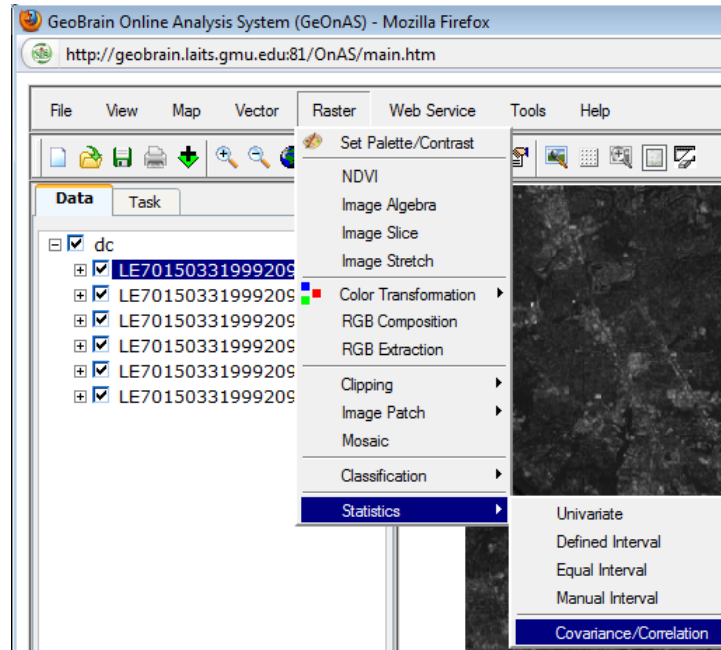 GeoBrain Online Analysis System (GeOnAS) - Mozilla Firefox
http://geobrain.laits.gmu.edu:81/OnAS/main.htm
File View Map Vector Raster Web Service Tools Help
Set Palette/Contrast
NDVI
Image Algebra
Image Slice
Image Stretch
Color Transformation
RGB Composition
RGB Extraction
Clipping
Image Patch
Mosaic
Classification
Statistics
Univariate
Defined Interval
Equal Interval
Manual Interval
Covariance/Correlation
Data Task
dc
LE70150331999209
LE70150331999209
LE70150331999209
LE70150331999209
LE70150331999209
LE70150331999209